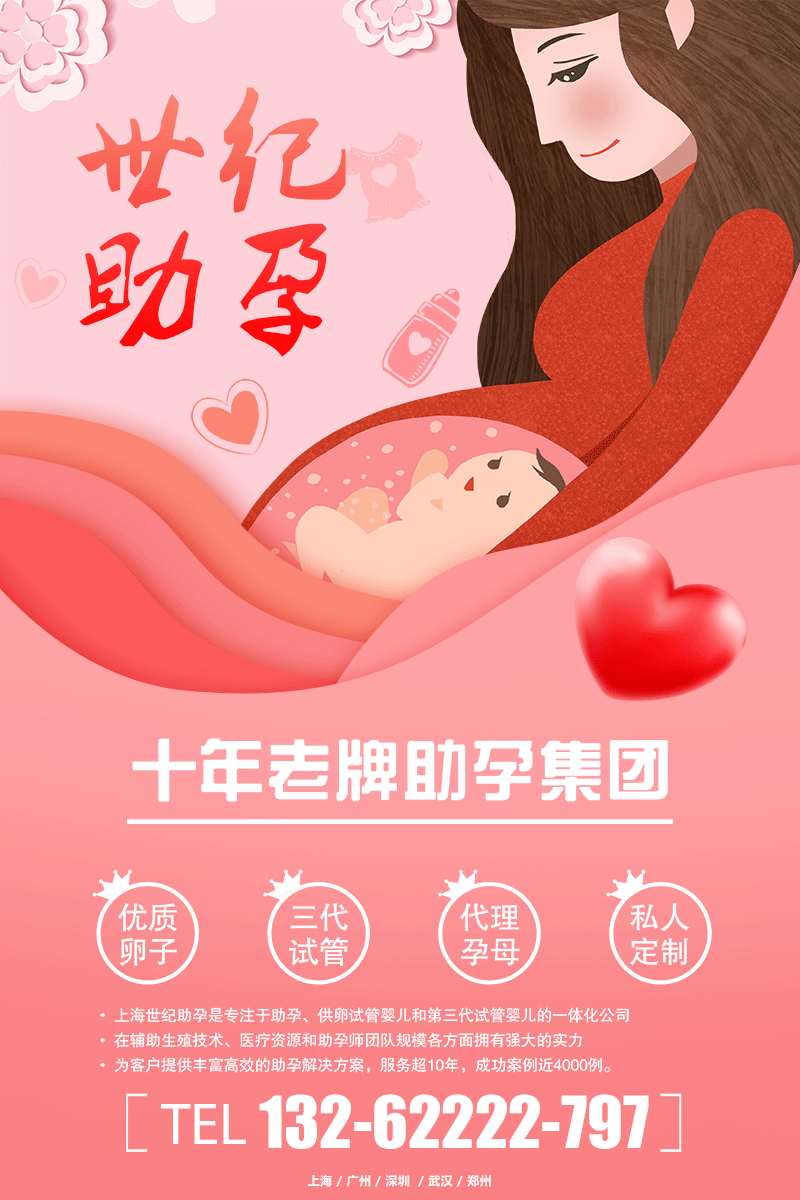 世纪
助孕
十年老牌助孕集团
优质
卵子
三代
试管
代理
孕母
私人
定制
· 上海世纪助孕是专注于助孕、供卵试管婴儿和第三代试管婴儿的一体化公司
· 在辅助生殖技术、医疗资源和助孕师团队规模各方面拥有强大的实力
· 为客户提供丰富高效的助孕解决方案，服务超10年，成功案例近4000例。
TEL 132-62222-797
上海 / 广州 / 深圳 / 武汉 / 郑州